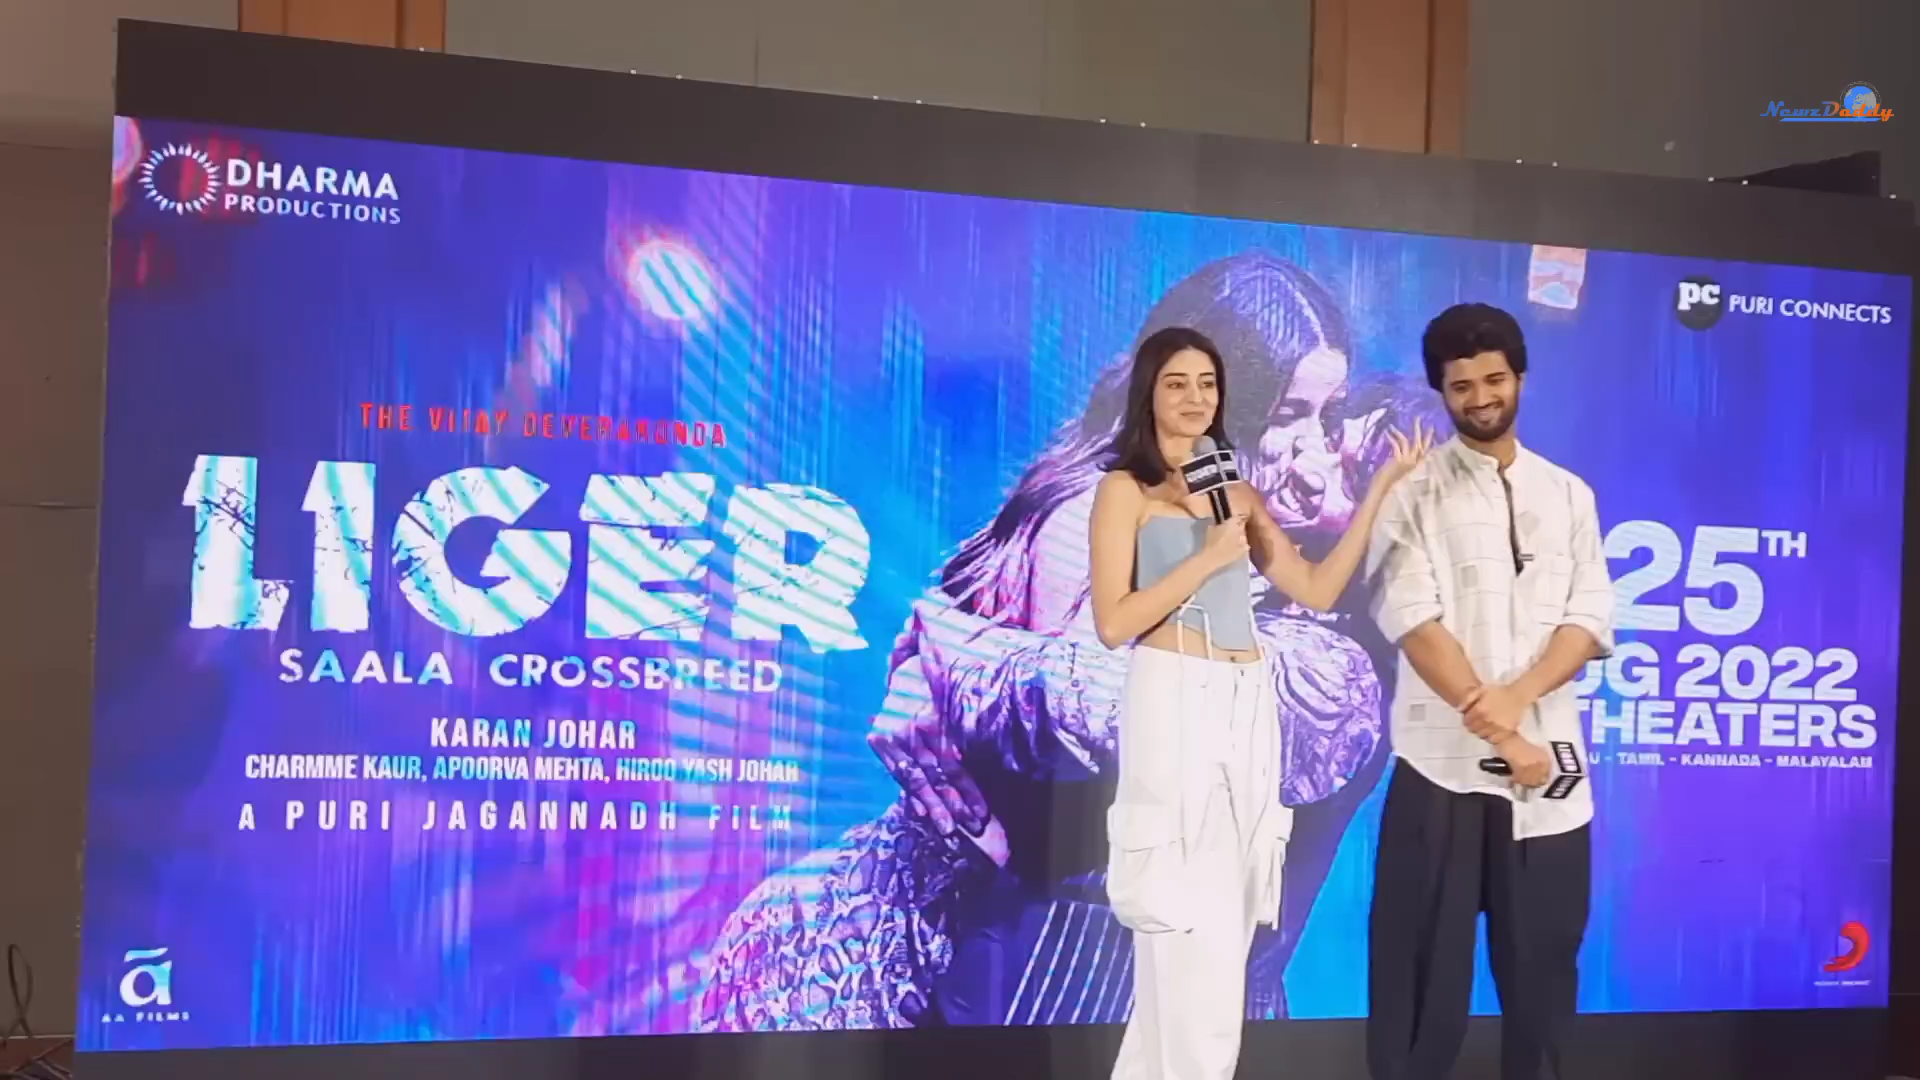 NewzDaddy
DHARMA
PRODUCTIONS
pc PURI CONNECTS
THE VIJAY DEVERAKONDA
LIGER
SAALA CROSSBREED
KARAN JOHAR
CHARMME KAUR, APOORVA MEHTA, HIROO YASH JOHAR
A PURI JAGANNADH FILM
25TH
UG 2022
THEATERS
U - TAMIL - KANNADA - MALAYALAM
ā
AA FILMS